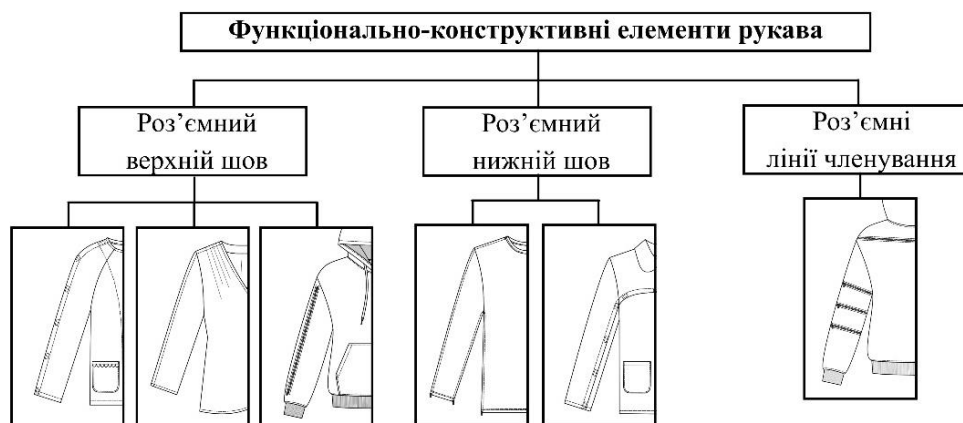 Функціонально-конструктивні елементи рукава
Роз’ємний
верхній шов
Роз’ємний
нижній шов
Роз’ємні
лінії членування